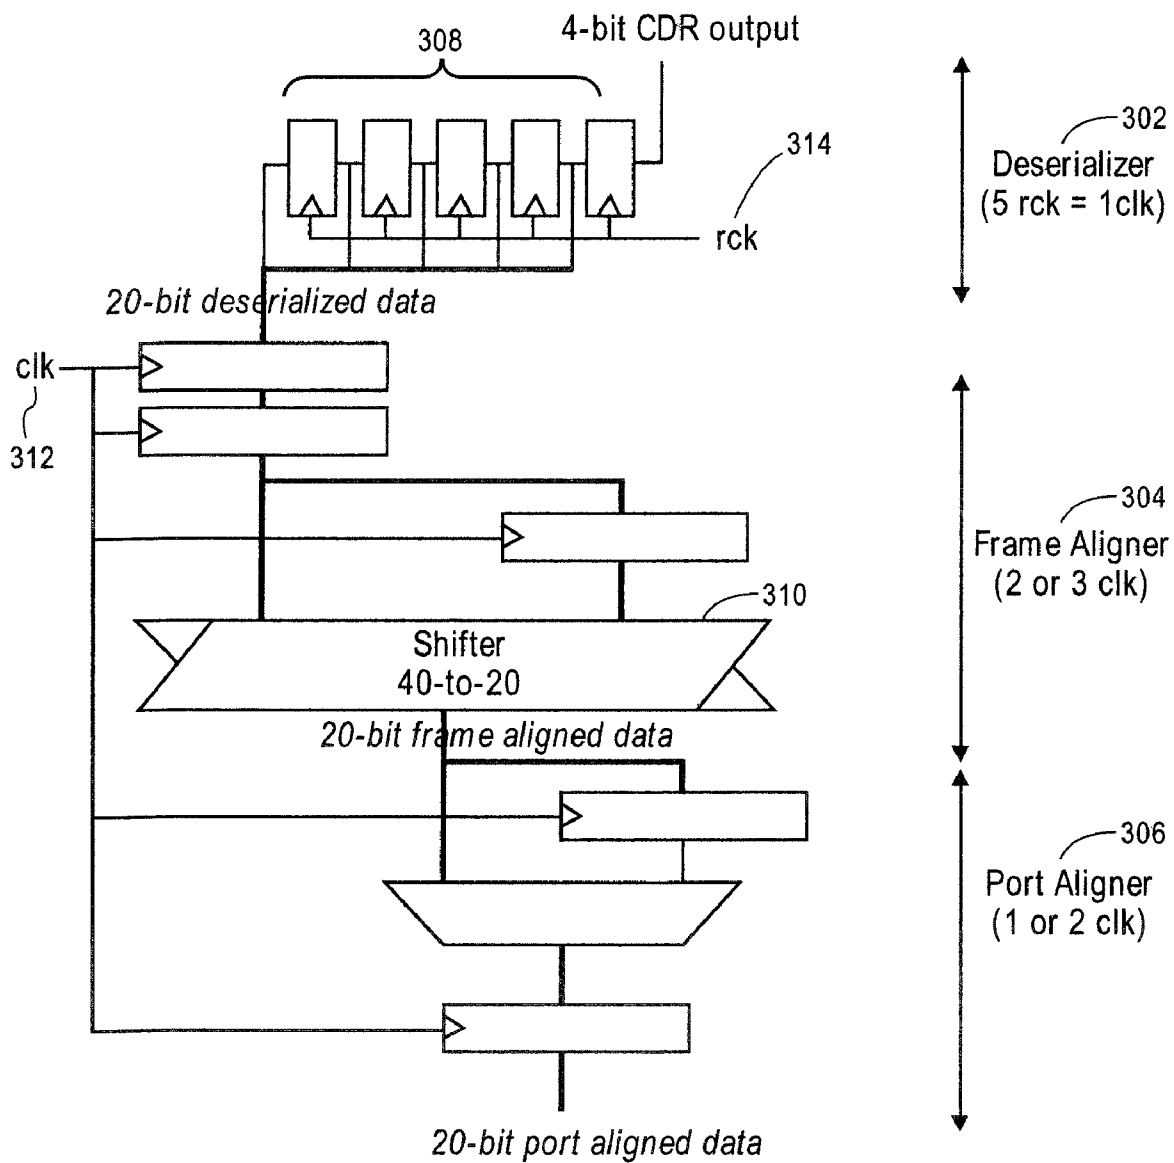 4-bit CDR output
308
302
Deserializer
(5 rck = 1clk)
314
rck
20-bit deserialized data
clk
312
304
Frame Aligner
(2 or 3 clk)
310
Shifter
40-to-20
20-bit frame aligned data
306
Port Aligner
(1 or 2 clk)
20-bit port aligned data